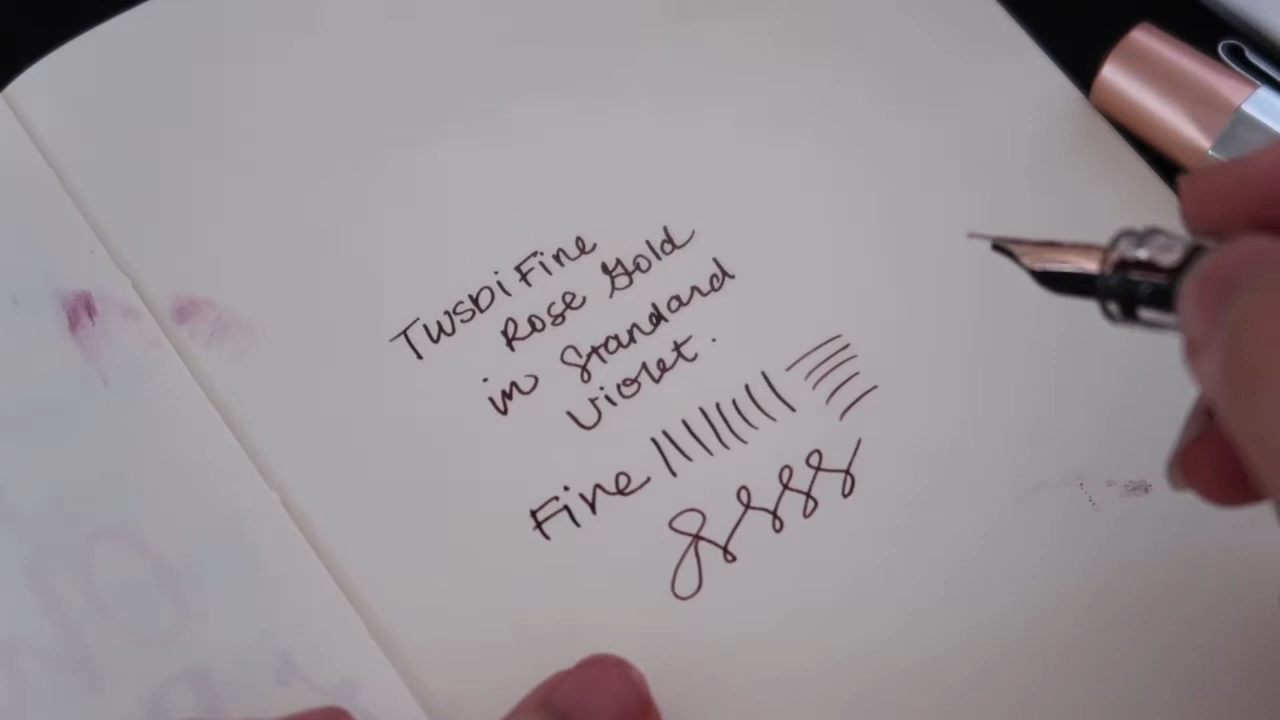 Twsbi Fine
Rose Gold
in Standard
Violet.
Fine